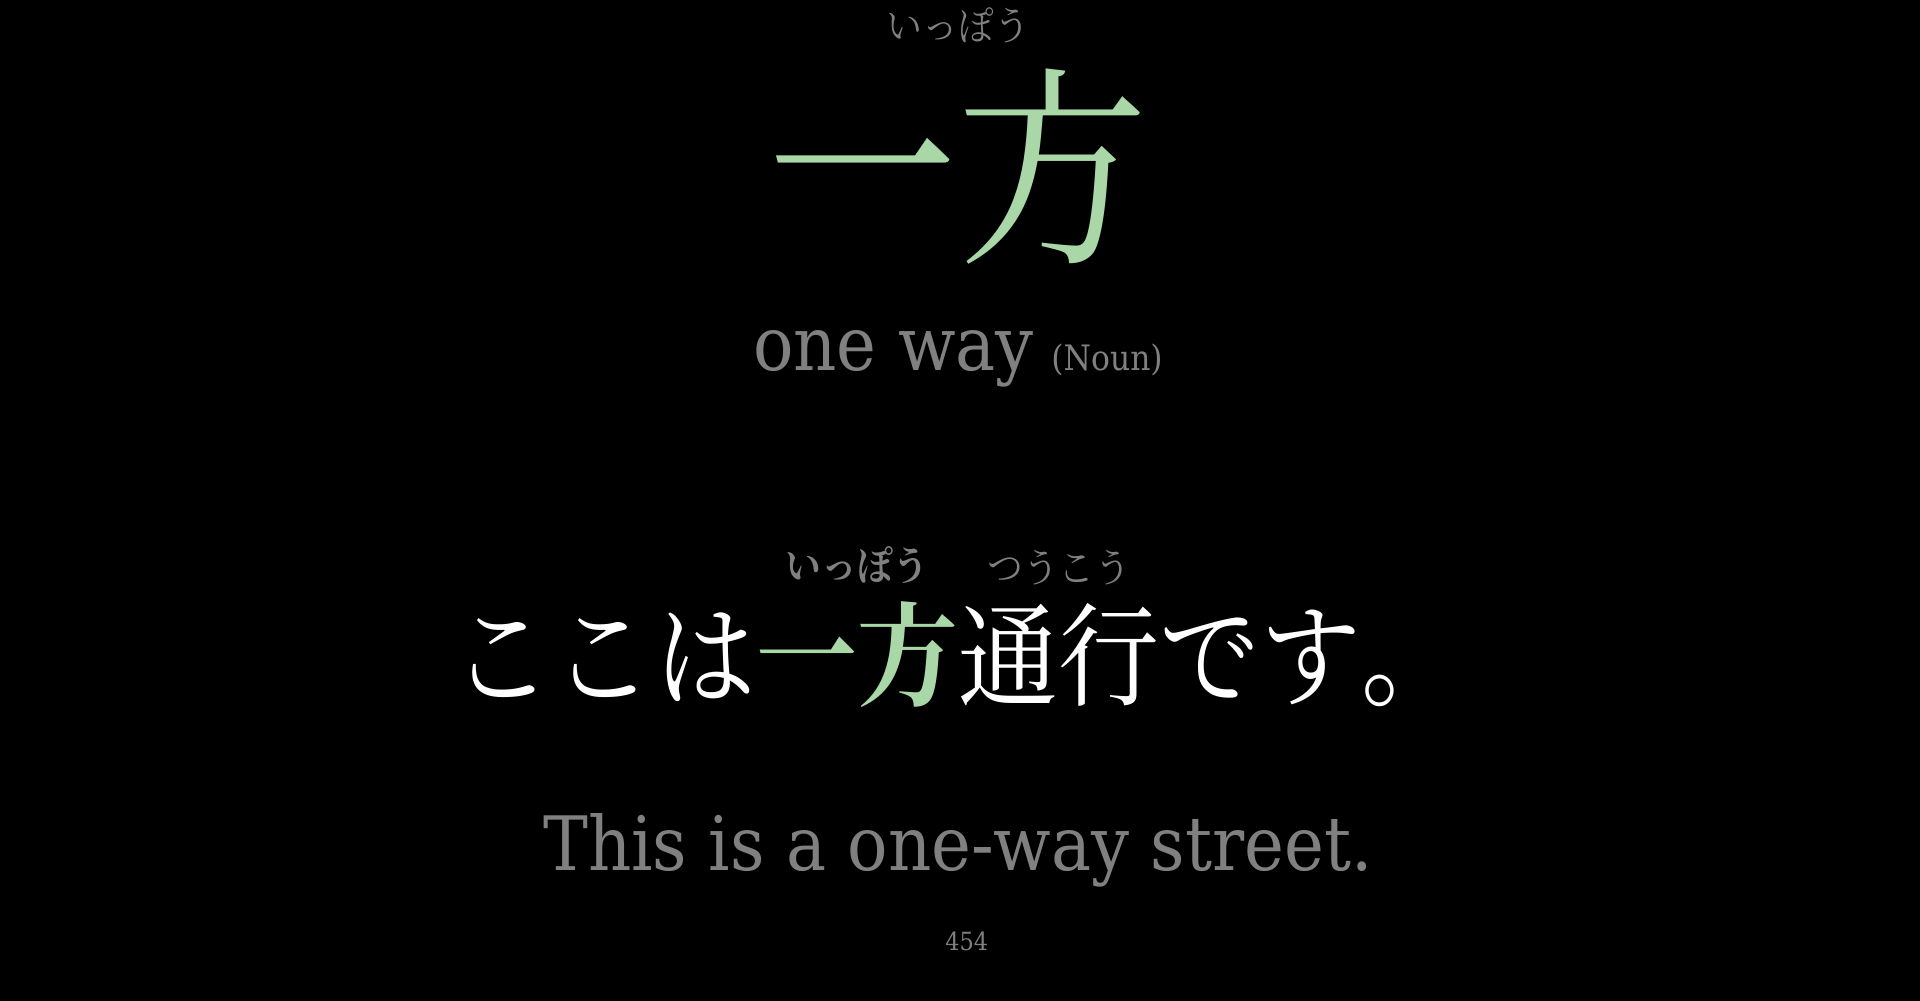 いっぽう
一方
one way (Noun)
いっぽう つうこう
ここは一方通行です。
This is a one-way street.
454